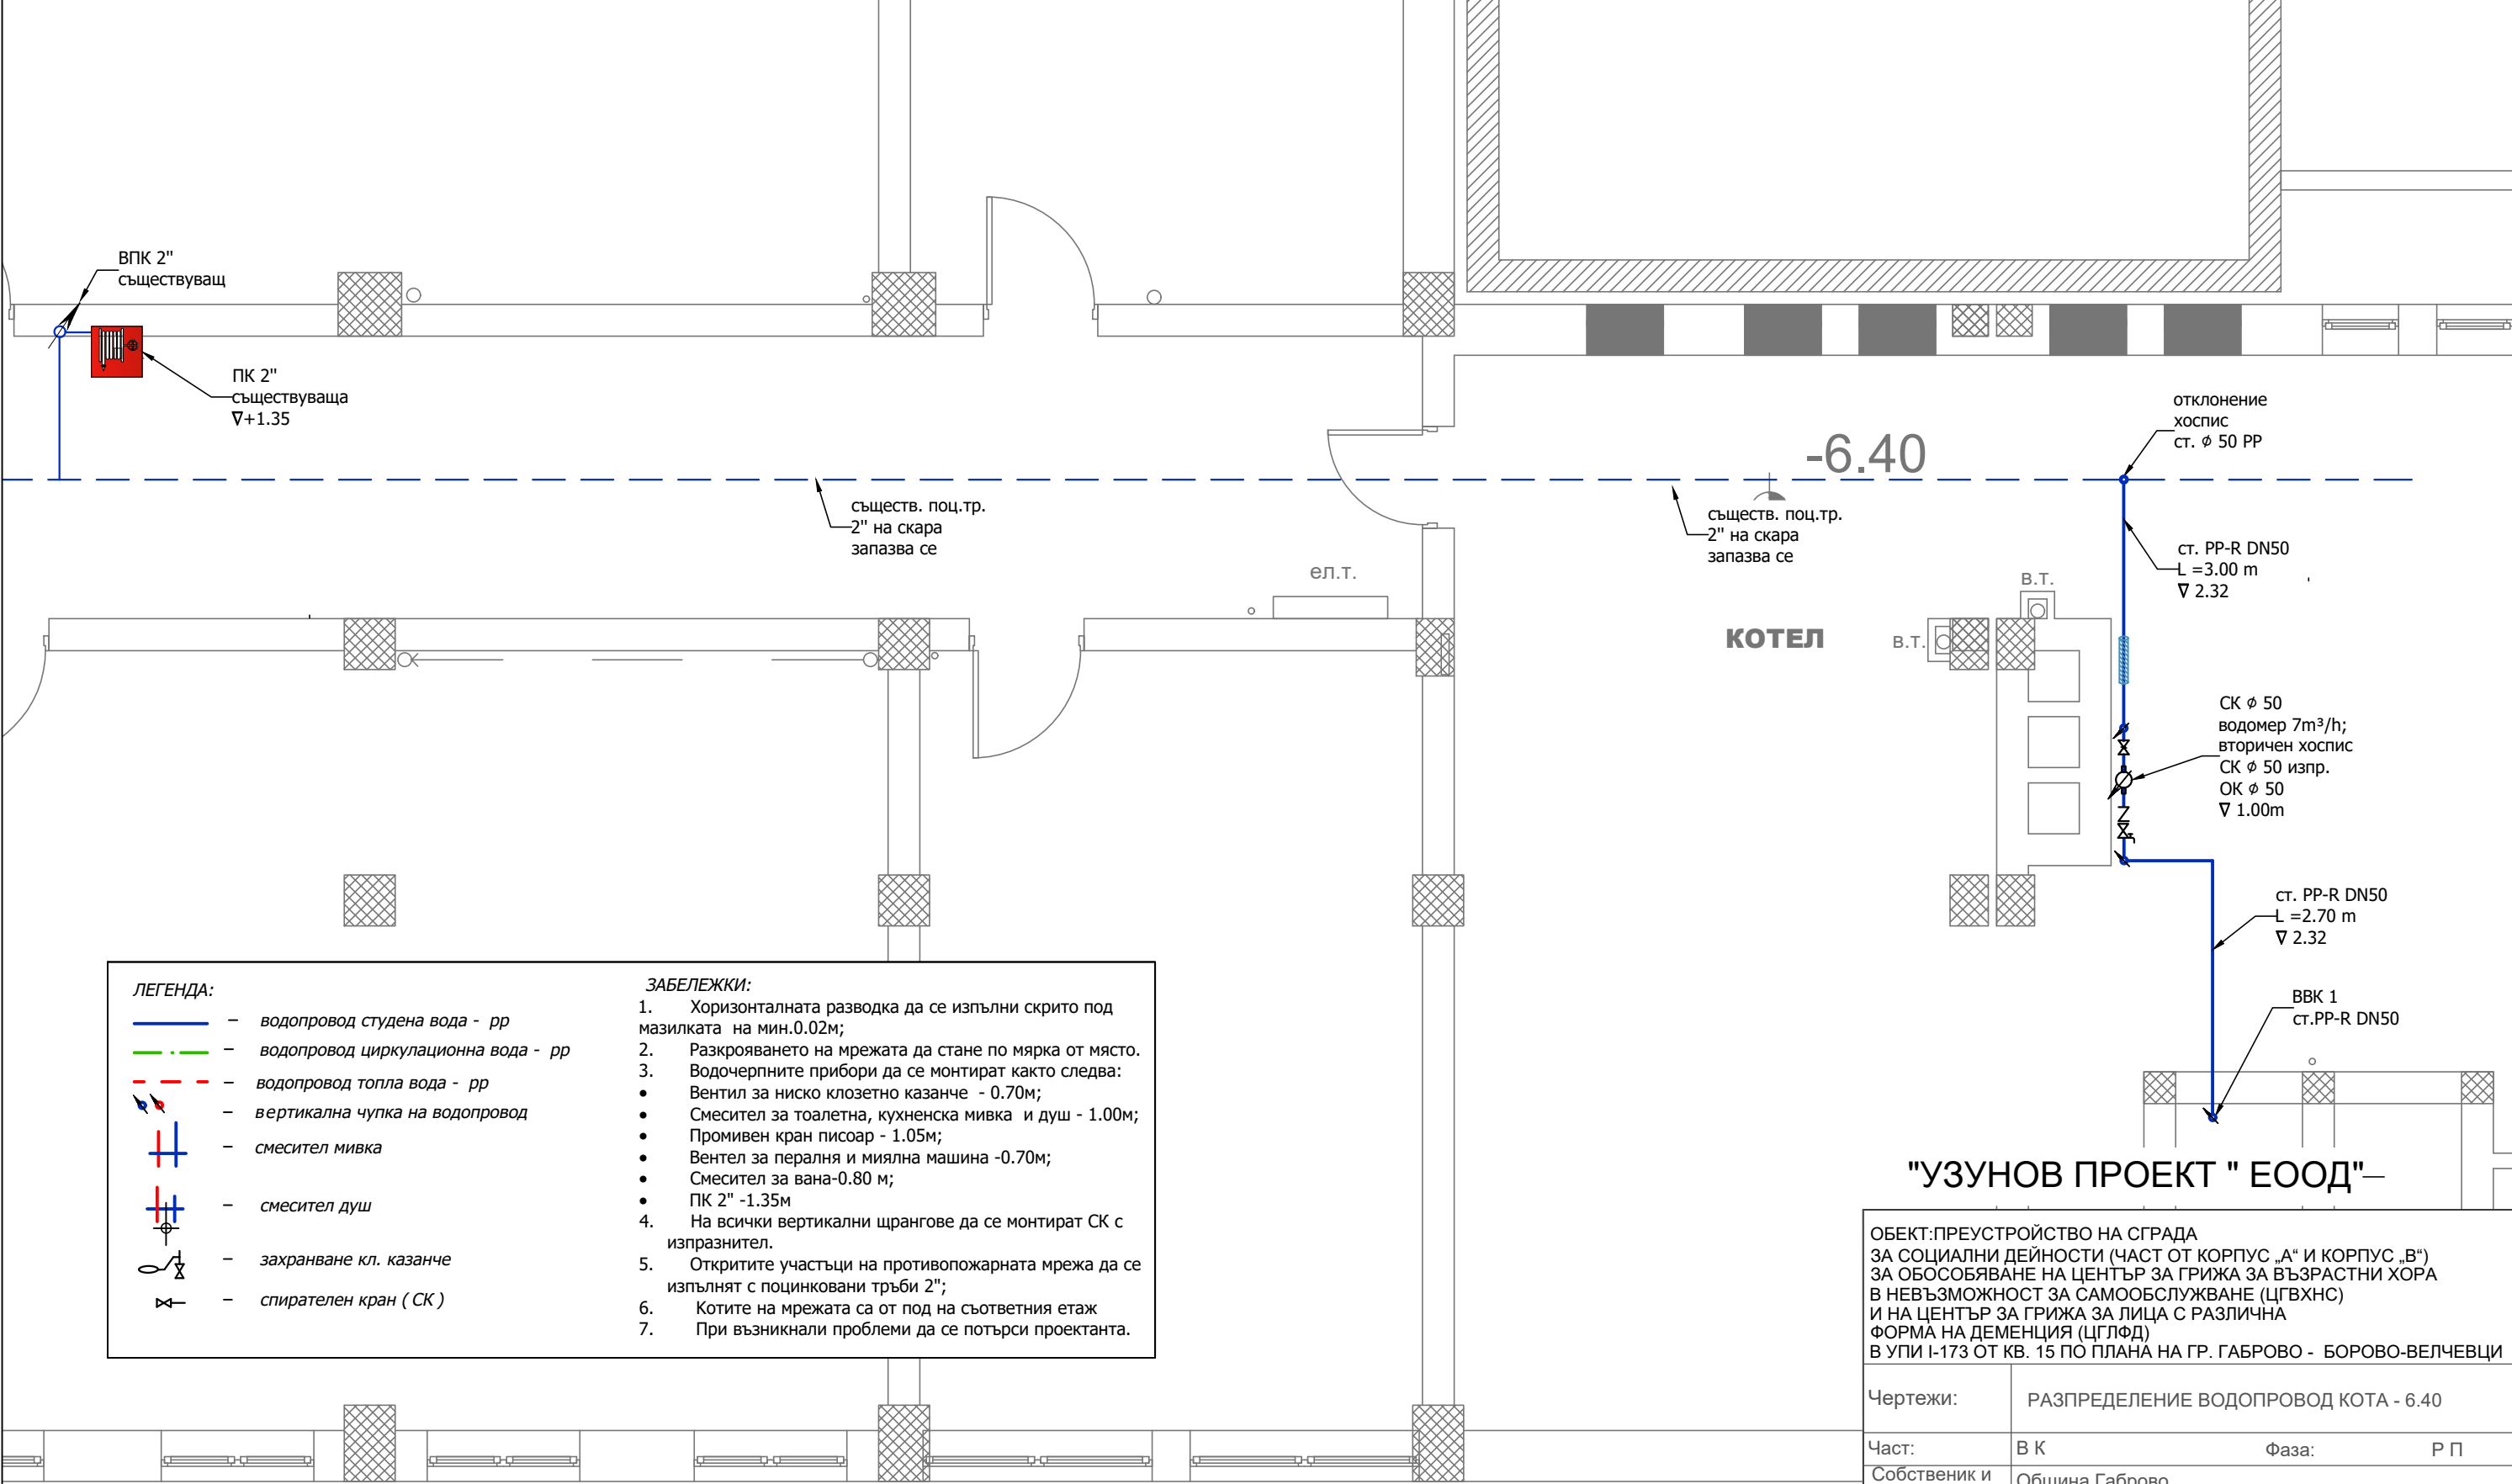 ВПК 2"
съществуващ
ПК 2"
съществуваща
∇+1.35
съществ. поц.тр.
2" на скара
запазва се
ел.т.
-6.40
съществ. поц.тр.
2" на скара
запазва се
КОТЕЛ
в.т.
в.т.
отклонение
хоспис
ст. ϕ 50 PP
ст. PP-R DN50
L =3.00 m
∇ 2.32
СК ϕ 50
водомер 7m³/h;
вторичен хоспис
СК ϕ 50 изпр.
ОК ϕ 50
∇ 1.00m
ст. PP-R DN50
L =2.70 m
∇ 2.32
ВВК 1
ст.PP-R DN50
ЛЕГЕНДА:
– водопровод студена вода - рр
– водопровод циркулационна вода - рр
– водопровод топла вода - рр
– вертикална чупка на водопровод
– смесител мивка
– смесител душ
– захранване кл. казанче
– спирателен кран ( СК )
ЗАБЕЛЕЖКИ:
1. Хоризонталната разводка да се изпълни скрито под
мазилката на мин.0.02м;
2. Разкрояването на мрежата да стане по мярка от място.
3. Водочерпните прибори да се монтират както следва:
• Вентил за ниско клозетно казанче - 0.70м;
• Смесител за тоалетна, кухненска мивка и душ - 1.00м;
• Промивен кран писоар - 1.05м;
• Вентел за пералня и миялна машина -0.70м;
• Смесител за вана-0.80 м;
• ПК 2" -1.35м
4. На всички вертикални щрангове да се монтират СК с
изпразнител.
5. Откритите участъци на противопожарната мрежа да се
изпълнят с поцинковани тръби 2";
6. Котите на мрежата са от под на съответния етаж
7. При възникнали проблеми да се потърси проектанта.
"УЗУНОВ ПРОЕКТ " ЕООД"
ОБЕКТ:ПРЕУСТРОЙСТВО НА СГРАДА
ЗА СОЦИАЛНИ ДЕЙНОСТИ (ЧАСТ ОТ КОРПУС „А“ И КОРПУС „В“)
ЗА ОБОСОБЯВАНЕ НА ЦЕНТЪР ЗА ГРИЖА ЗА ВЪЗРАСТНИ ХОРА
В НЕВЪЗМОЖНОСТ ЗА САМООБСЛУЖВАНЕ (ЦГВХНС)
И НА ЦЕНТЪР ЗА ГРИЖА ЗА ЛИЦА С РАЗЛИЧНА
ФОРМА НА ДЕМЕНЦИЯ (ЦГЛФД)
В УПИ I-173 ОТ КВ. 15 ПО ПЛАНА НА ГР. ГАБРОВО - БОРОВО-ВЕЛЧЕВЦИ
Чертежи: РАЗПРЕДЕЛЕНИЕ ВОДОПРОВОД КОТА - 6.40
Част: В К Фаза: Р П
Собственик и
Община Габрово